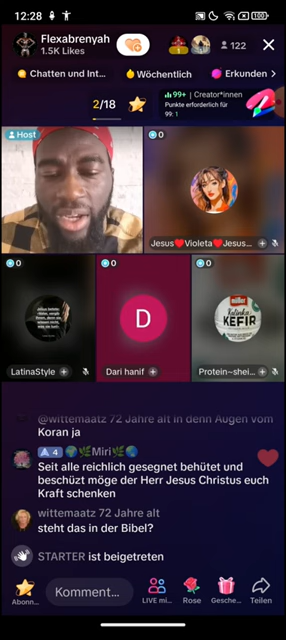 12:28
100
Flexabrenyah
1.5K Likes
1
122
Chatten und Int...
Wöchentlich
Erkunden
2/18
99+ | Creator*innen
Punkte erforderlich für
99: 1
Host
0
Jesus❤️Violeta❤️Jesus...
0
0
0
LatinaStyle
D
Dari hanif
müller
Kalinka
KEFIR
Protein~shei...
@wittemaatz 72 Jahre alt in denn Augen vom
Koran ja
4 🌍🌿Miri🌿🌍
Seit alle reichlich gesegnet behütet und
beschüzt möge der Herr Jesus Christus euch
Kraft schenken
wittemaatz 72 Jahre alt
steht das in der Bibel?
STARTER ist beigetreten
Komment...
Abonn...
LIVE mi...
Rose
Gesche...
Teilen